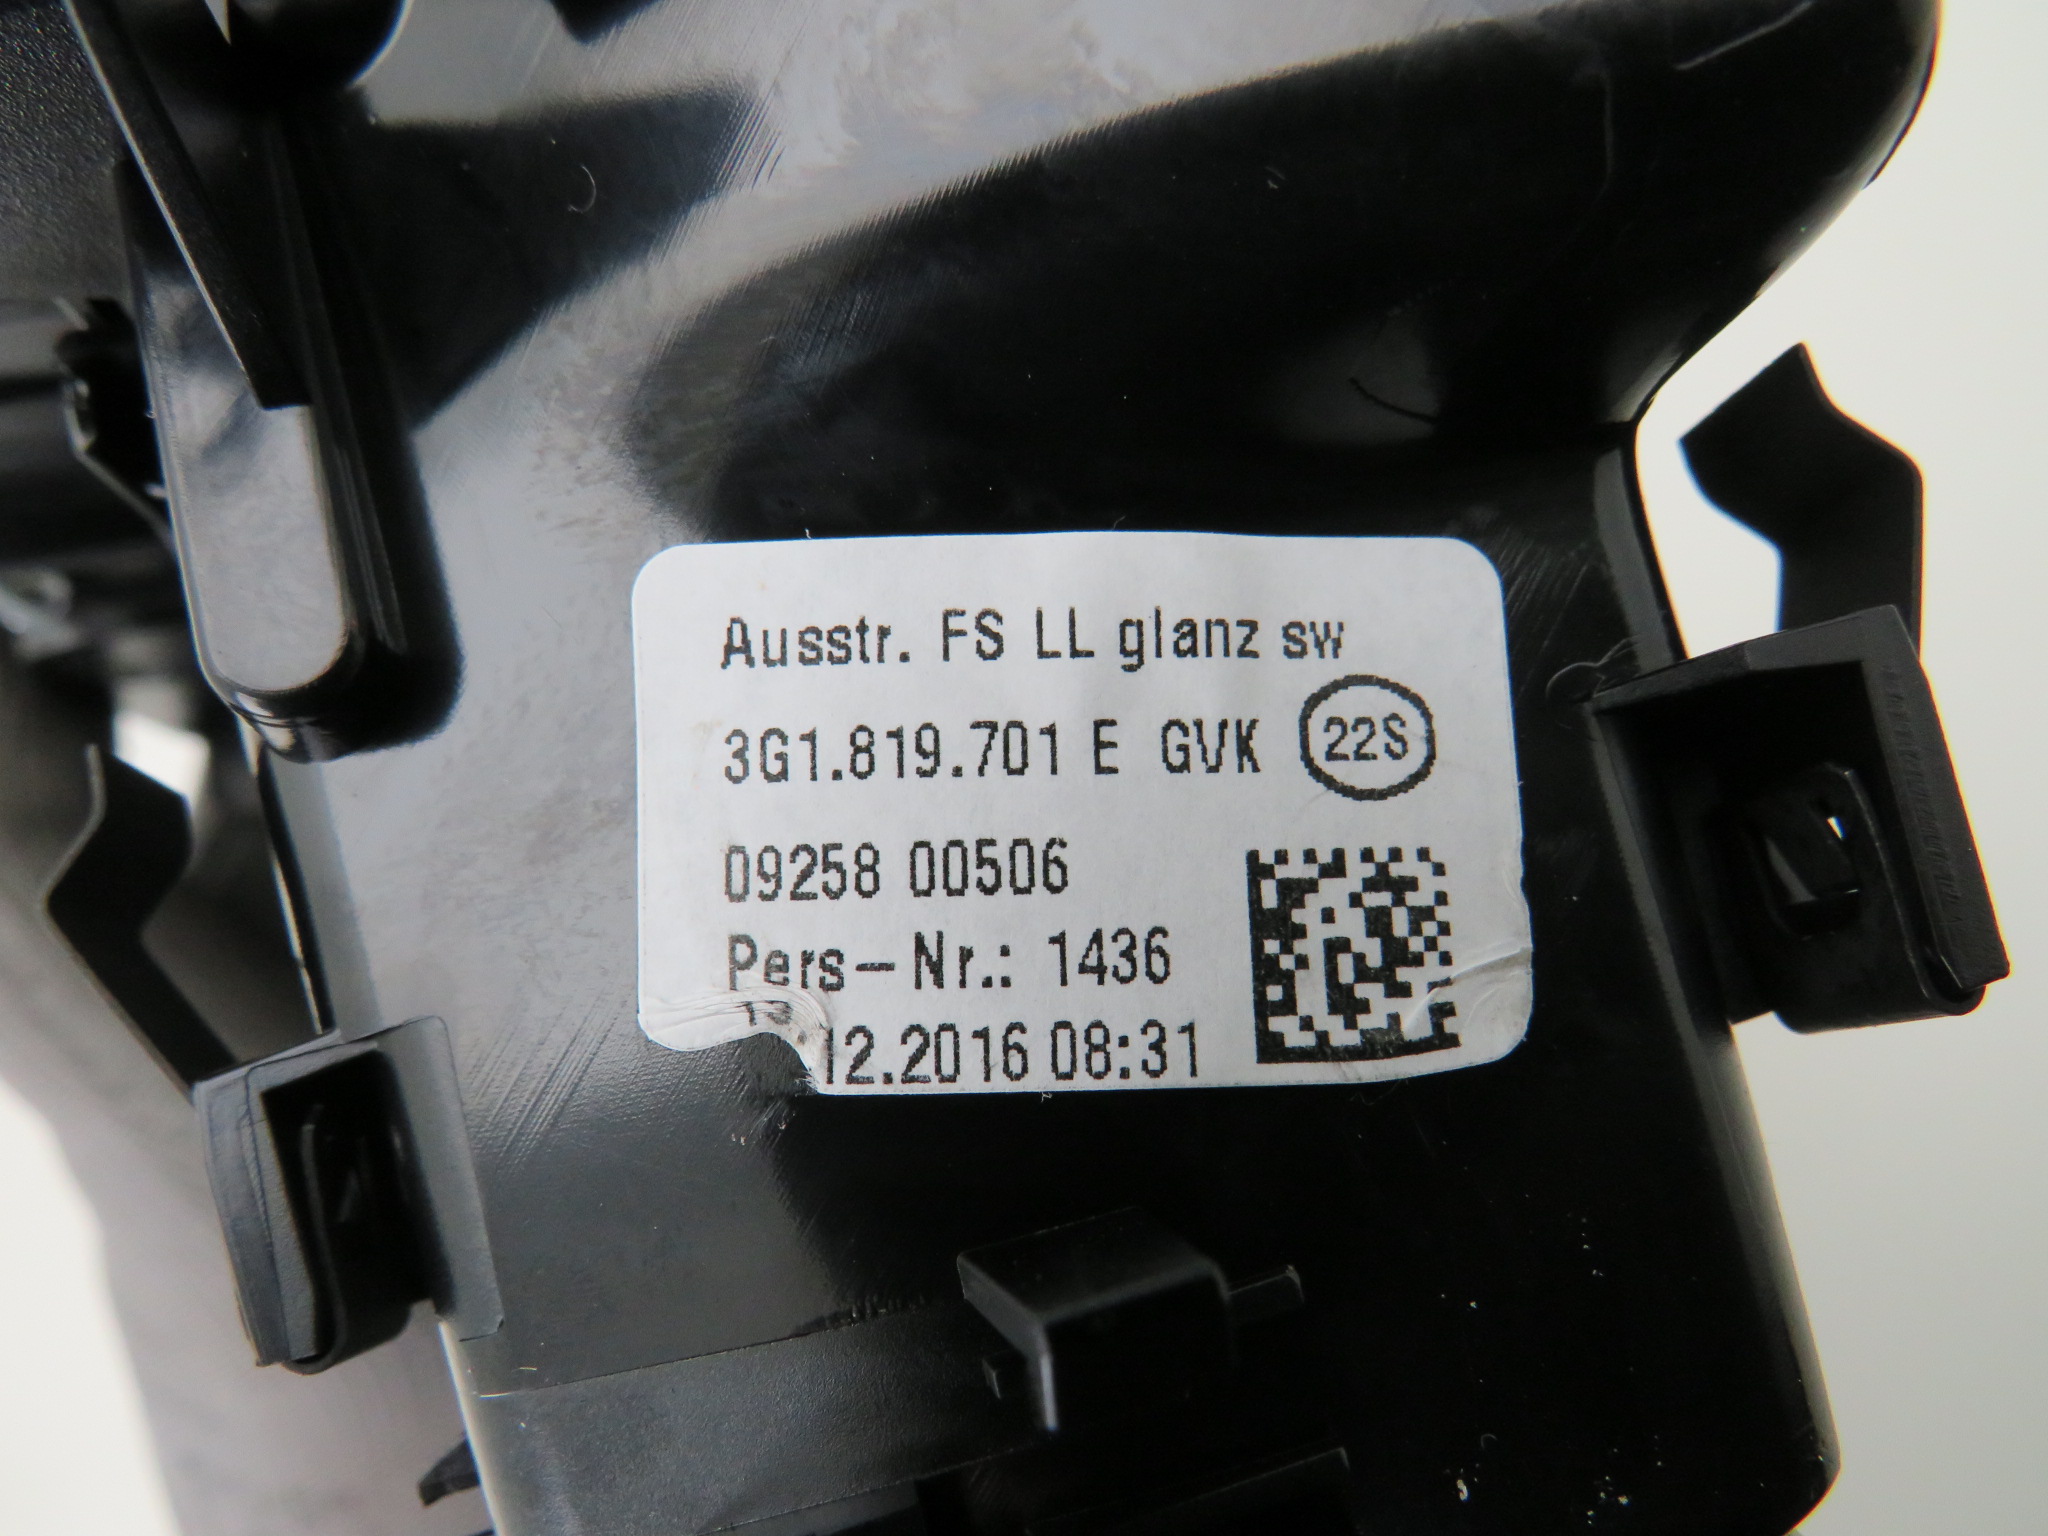 Ausstr. FS LL glanz sw
3G1.819.701 E GVK 22S
09258 00506
Pers-Nr.: 1436
12.2016 08:31